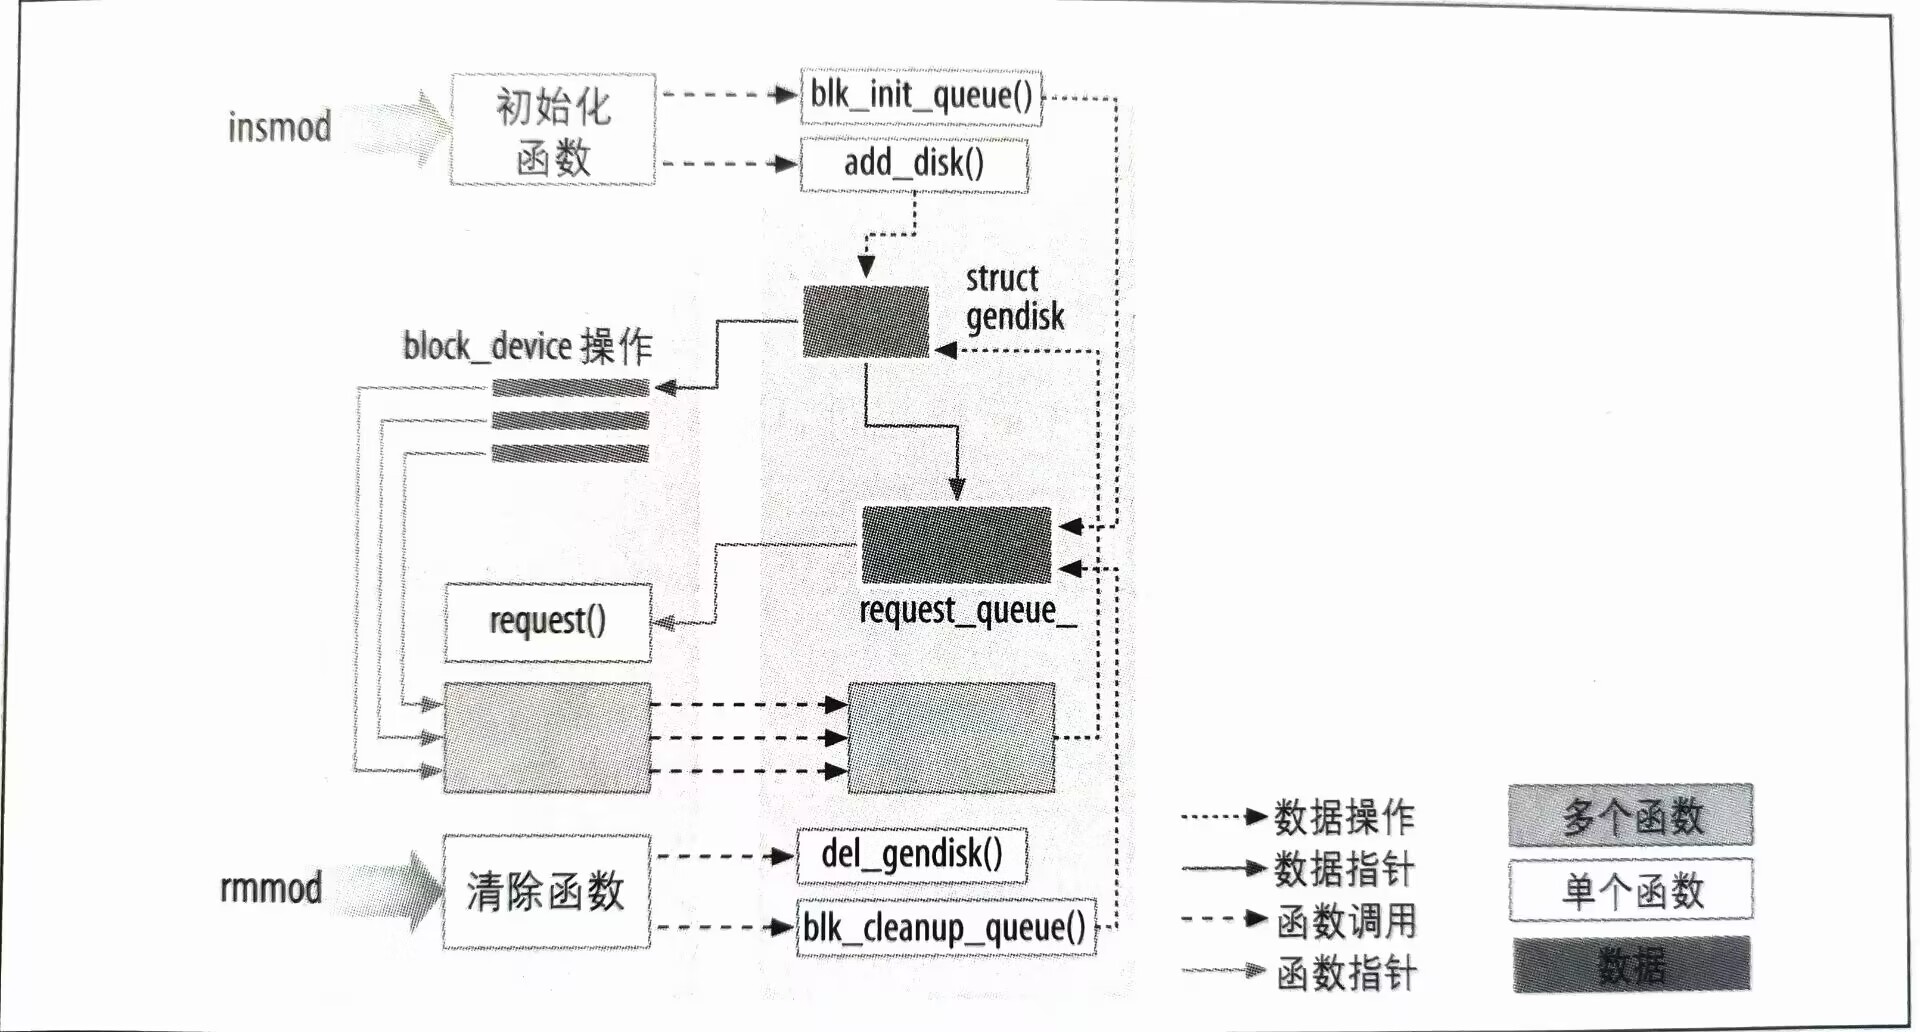 insmod
初始化
函数
blk_init_queue()
add_disk()
struct
gendisk
block_device 操作
request_queue_
request()
rmmod
清除函数
del_gendisk()
blk_cleanup_queue()
数据操作
数据指针
函数调用
函数指针
多个函数
单个函数
数据